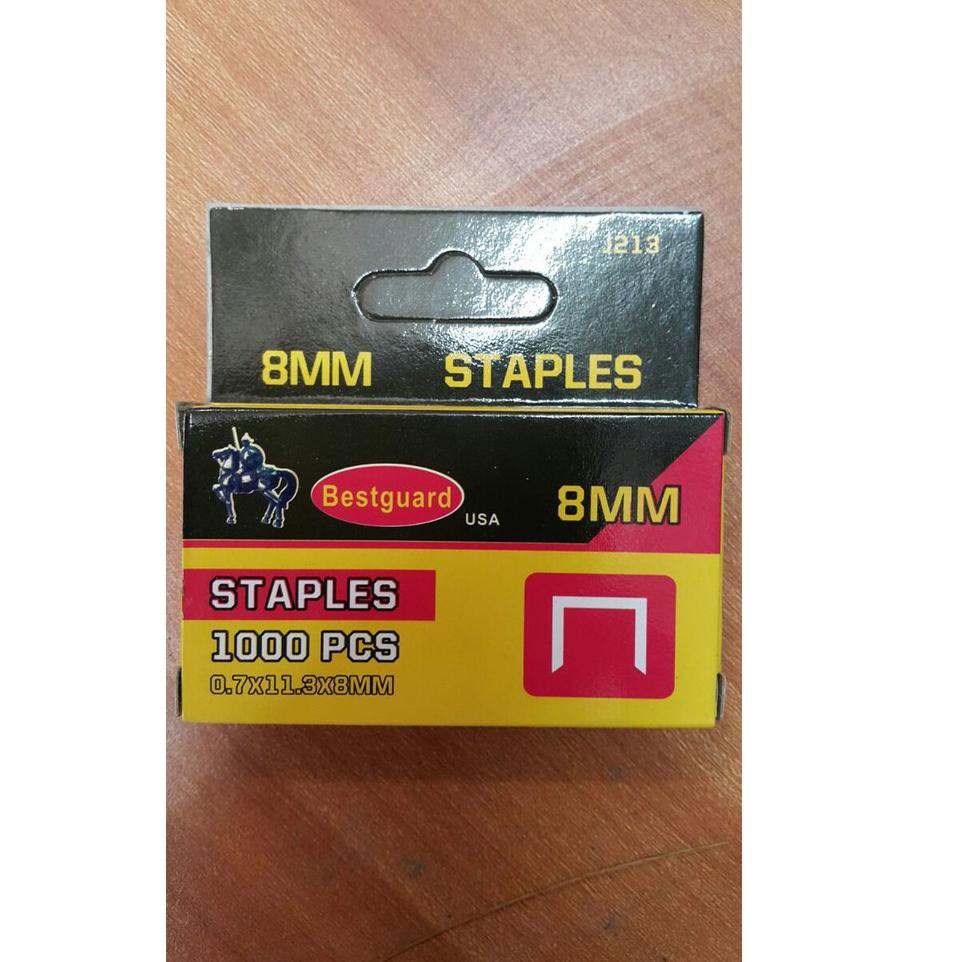 J213
8MM STAPLES
Bestguard
USA
8MM
STAPLES
1000 PCS
0.7x11.3x8MM